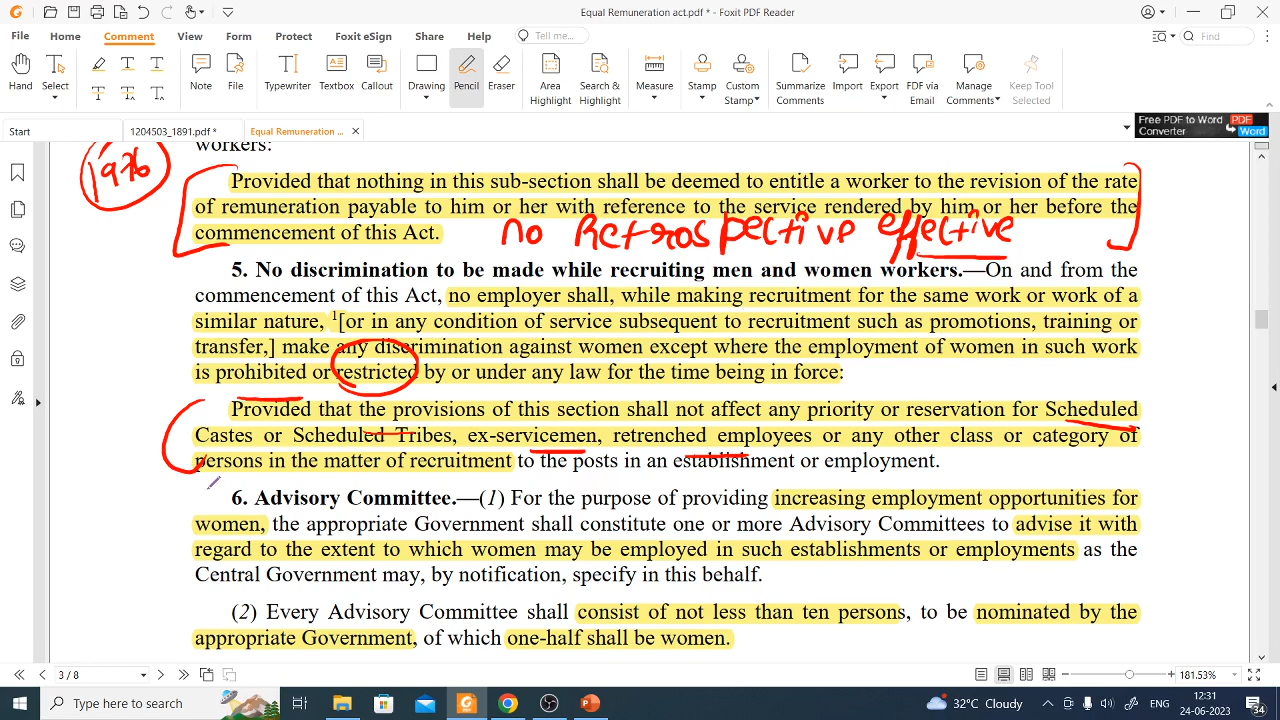 Equal Remuneration act.pdf * - Foxit PDF Reader
File Home Comment View Form Protect Foxit eSign Share Help Tell me... Find
Hand Select Note File Typewriter Textbox Callout Drawing Pencil Eraser Area Highlight Search & Highlight Measure Stamp Custom Stamp Summarize Comments Import Export FDF via Email Manage Comments Keep Tool Selected
Start 1204503_1891.pdf * Equal Remuneration ... Free PDF to Word Converter PDF Word
workers:
1976
Provided that nothing in this sub-section shall be deemed to entitle a worker to the revision of the rate
of remuneration payable to him or her with reference to the service rendered by him or her before the
commencement of this Act.
no Retrospective effective
5. No discrimination to be made while recruiting men and women workers.—On and from the
commencement of this Act, no employer shall, while making recruitment for the same work or work of a
similar nature, 1[or in any condition of service subsequent to recruitment such as promotions, training or
transfer,] make any discrimination against women except where the employment of women in such work
is prohibited or restricted by or under any law for the time being in force:
Provided that the provisions of this section shall not affect any priority or reservation for Scheduled
Castes or Scheduled Tribes, ex-servicemen, retrenched employees or any other class or category of
persons in the matter of recruitment to the posts in an establishment or employment.
6. Advisory Committee.—(1) For the purpose of providing increasing employment opportunities for
women, the appropriate Government shall constitute one or more Advisory Committees to advise it with
regard to the extent to which women may be employed in such establishments or employments as the
Central Government may, by notification, specify in this behalf.
(2) Every Advisory Committee shall consist of not less than ten persons, to be nominated by the
appropriate Government, of which one-half shall be women.
3 / 8 181.53%
Type here to search 32°C Cloudy ENG 12:31
24-06-2023 34